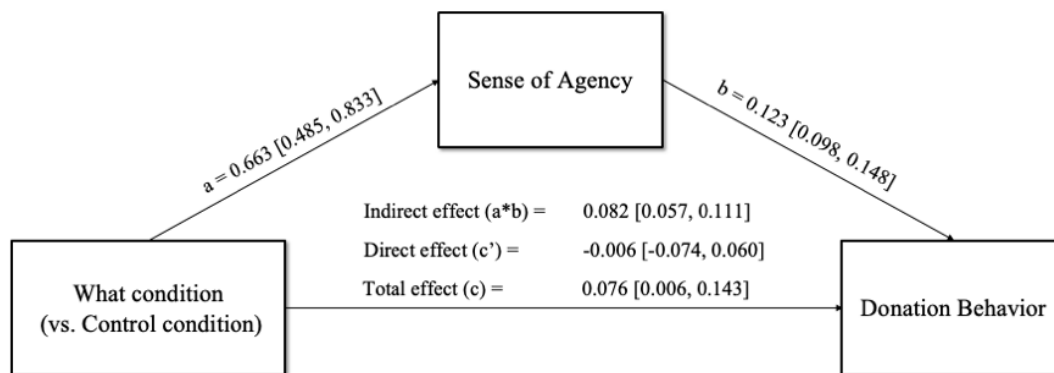 Sense of Agency
a = 0.663 [0.485, 0.833]
b = 0.123 [0.098, 0.148]
Indirect effect (a*b) = 0.082 [0.057, 0.111]
Direct effect (c’) = -0.006 [-0.074, 0.060]
Total effect (c) = 0.076 [0.006, 0.143]
What condition
(vs. Control condition)
Donation Behavior